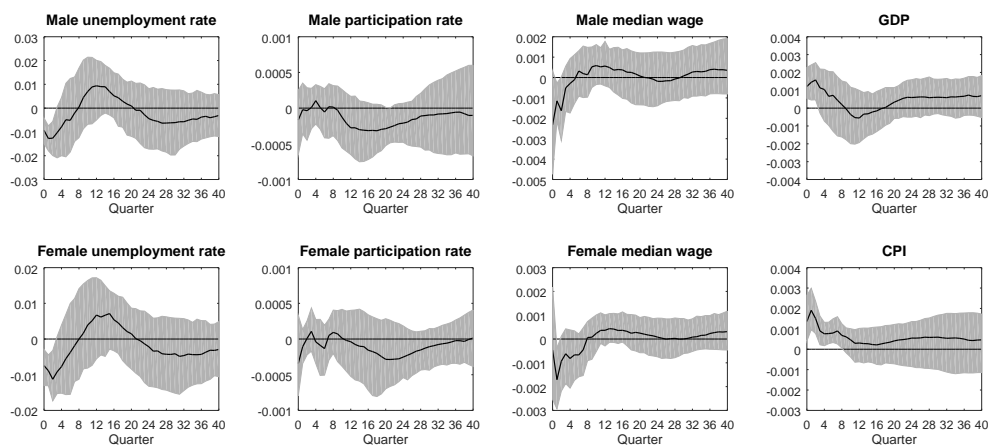 Male unemployment rate
0.03
0.02
0.01
0
-0.01
-0.02
-0.03
0 4 8 12 16 20 24 28 32 36 40
Quarter
Male participation rate
0.001
0.0005
0
-0.0005
-0.001
0 4 8 12 16 20 24 28 32 36 40
Quarter
Male median wage
0.002
0.001
0
-0.001
-0.002
-0.003
-0.004
-0.005
0 4 8 12 16 20 24 28 32 36 40
Quarter
GDP
0.004
0.003
0.002
0.001
0
-0.001
-0.002
-0.003
-0.004
0 4 8 12 16 20 24 28 32 36 40
Quarter
Female unemployment rate
0.02
0.01
0
-0.01
-0.02
0 4 8 12 16 20 24 28 32 36 40
Quarter
Female participation rate
0.001
0.0005
0
-0.0005
-0.001
0 4 8 12 16 20 24 28 32 36 40
Quarter
Female median wage
0.003
0.002
0.001
0
-0.001
-0.002
-0.003
0 4 8 12 16 20 24 28 32 36 40
Quarter
CPI
0.004
0.003
0.002
0.001
0
-0.001
-0.002
-0.003
0 4 8 12 16 20 24 28 32 36 40
Quarter